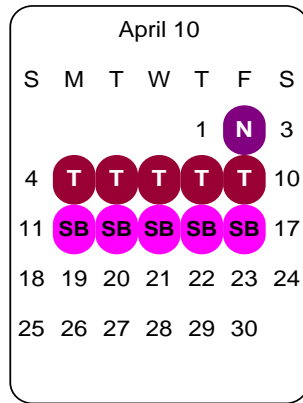 April 10
S M T W T F S
1 N 3
4 T T T T T 10
11 SB SB SB SB SB 17
18 19 20 21 22 23 24
25 26 27 28 29 30